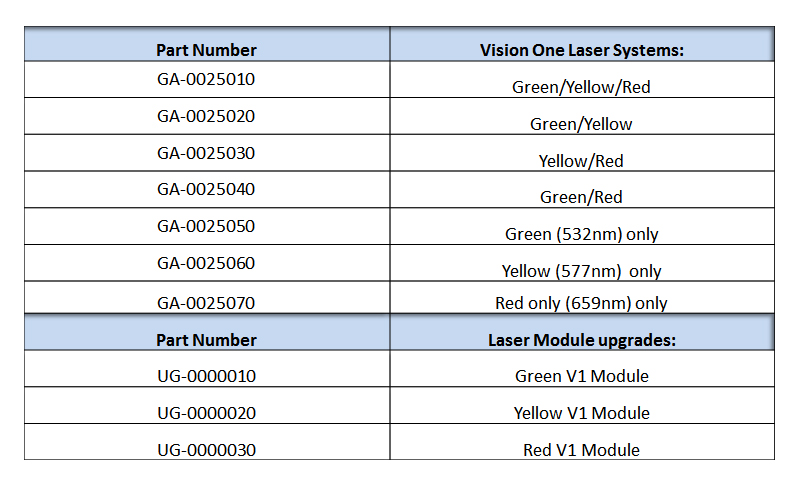 Part Number Vision One Laser Systems:
GA-0025010 Green/Yellow/Red
GA-0025020 Green/Yellow
GA-0025030 Yellow/Red
GA-0025040 Green/Red
GA-0025050 Green (532nm) only
GA-0025060 Yellow (577nm)  only
GA-0025070 Red only (659nm) only
Part Number Laser Module upgrades:
UG-0000010 Green V1 Module
UG-0000020 Yellow V1 Module
UG-0000030 Red V1 Module